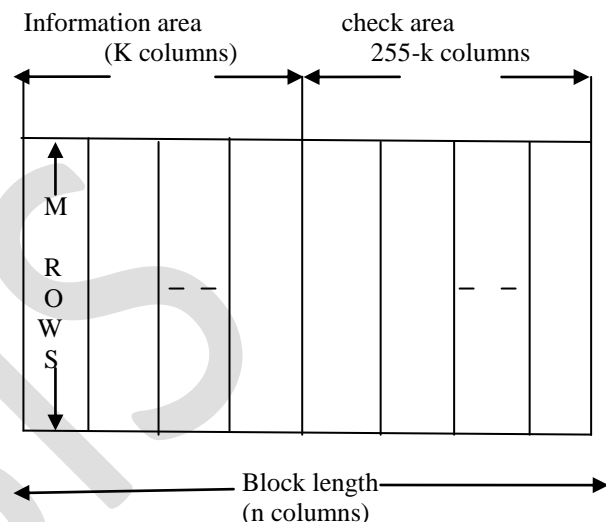 Information area check area
(K columns) 255-k columns
M
R
O
W
S
Block length
(n columns)